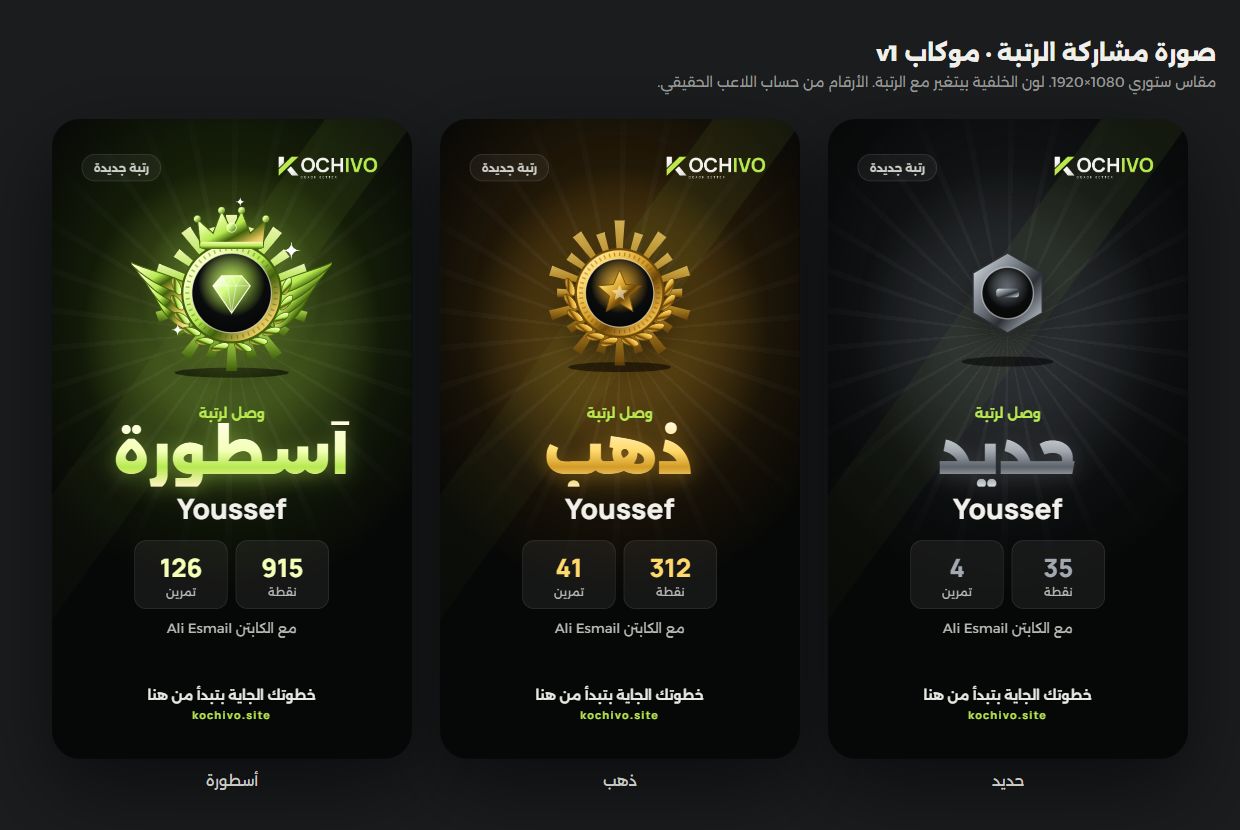 صورة مشاركة الرتبة · موكاب v1
مقاس ستوري 1080×1920. لون الخلفية بيتغير مع الرتبة. الأرقام من حساب اللاعب الحقيقي.
KOCHIVO
رتبة جديدة
وصل لرتبة
حديد
Youssef
35
نقطة
4
تمرين
مع الكابتن Ali Esmail
خطوتك الجاية بتبدأ من هنا
kochivo.site
حديد
KOCHIVO
رتبة جديدة
وصل لرتبة
ذهب
Youssef
312
نقطة
41
تمرين
مع الكابتن Ali Esmail
خطوتك الجاية بتبدأ من هنا
kochivo.site
ذهب
KOCHIVO
رتبة جديدة
وصل لرتبة
أسطورة
Youssef
915
نقطة
126
تمرين
مع الكابتن Ali Esmail
خطوتك الجاية بتبدأ من هنا
kochivo.site
أسطورة